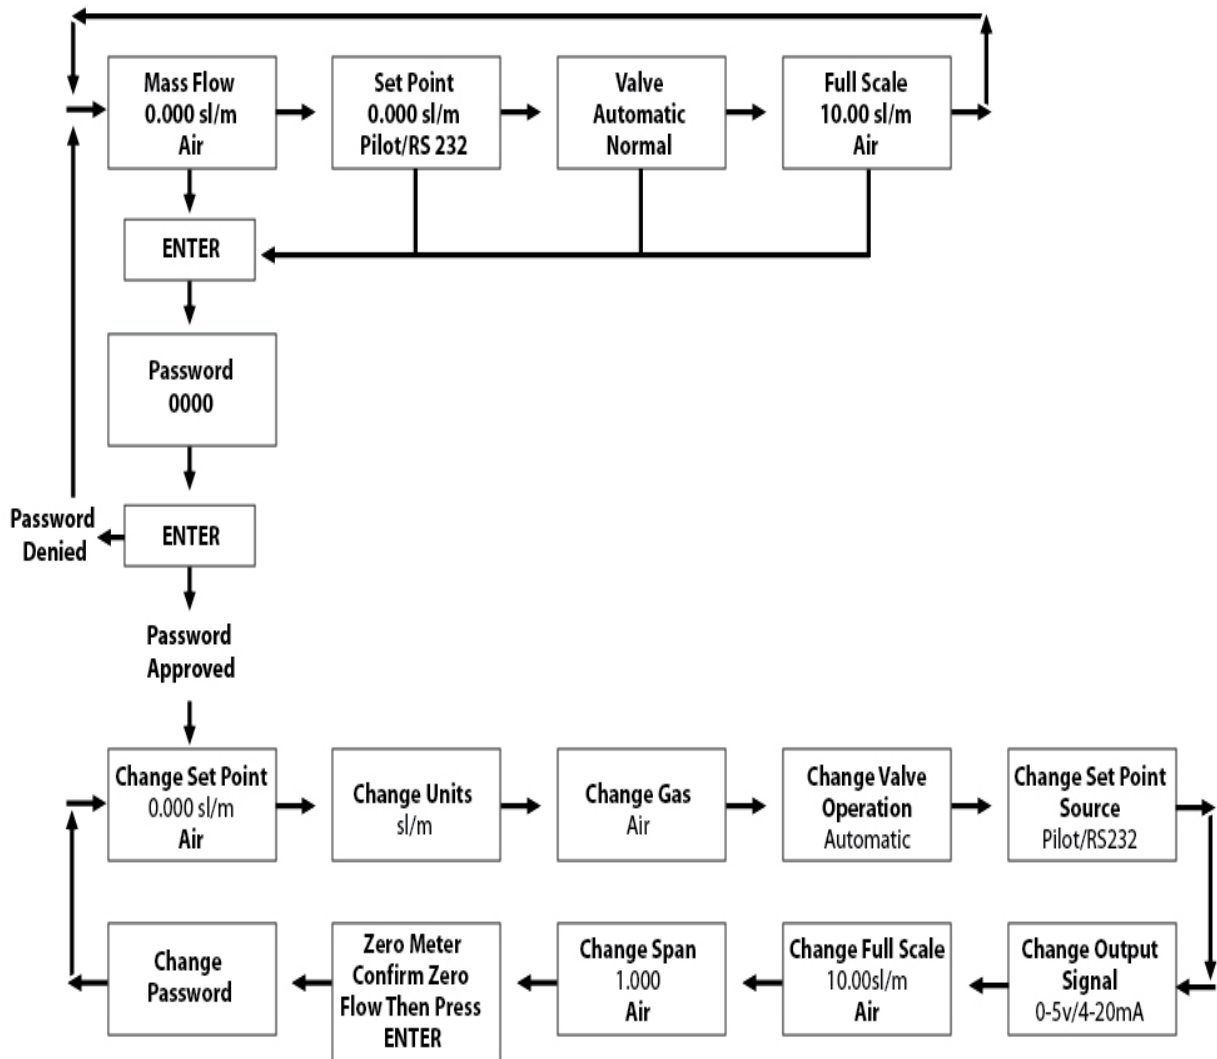 Mass Flow
0.000 sl/m
Air
Set Point
0.000 sl/m
Pilot/RS 232
Valve
Automatic
Normal
Full Scale
10.00 sl/m
Air
ENTER
Password
0000
Password
Denied
ENTER
Password
Approved
Change Set Point
0.000 sl/m
Air
Change Units
sl/m
Change Gas
Air
Change Valve
Operation
Automatic
Change Set Point
Source
Pilot/RS232
Change Output
Signal
0-5v/4-20mA
Change Full Scale
10.00sl/m
Air
Change Span
1.000
Air
Zero Meter
Confirm Zero
Flow Then Press
ENTER
Change
Password